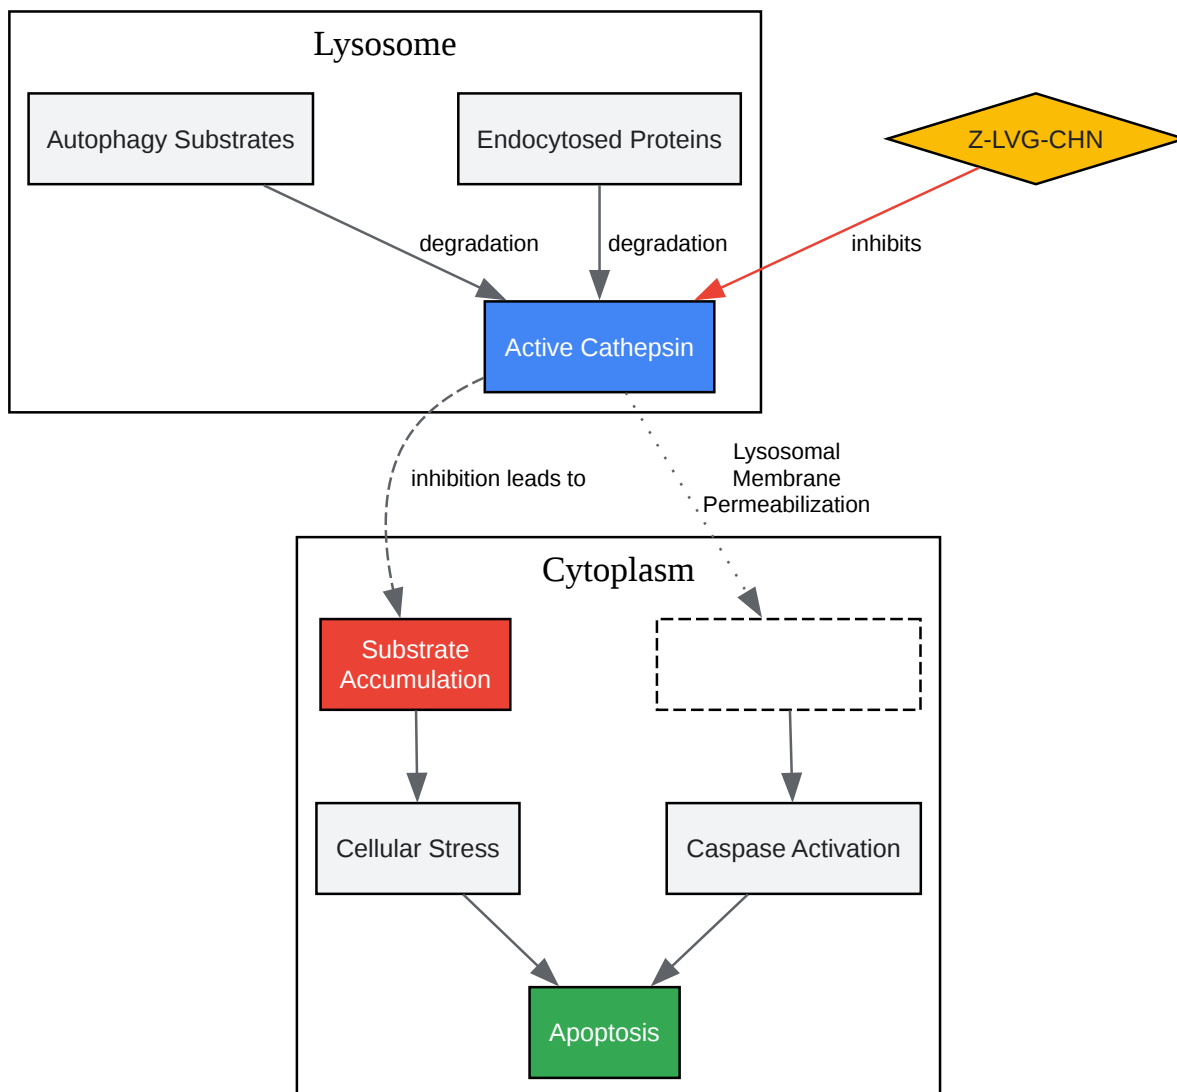 Lysosome
Autophagy Substrates
Endocytosed Proteins
Z-LVG-CHN
degradation
degradation
inhibits
Active Cathepsin
inhibition leads to
Lysosomal
Membrane
Permeabilization
Cytoplasm
Substrate
Accumulation
Cellular Stress
Caspase Activation
Apoptosis